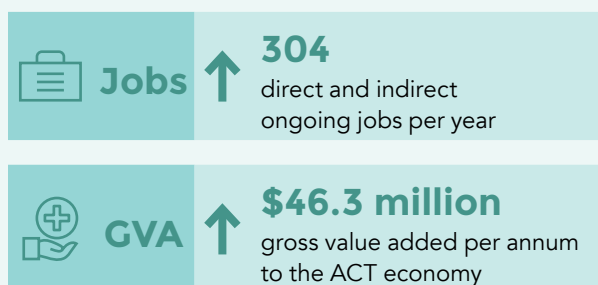 Jobs
304
direct and indirect
ongoing jobs per year
GVA
$46.3 million
gross value added per annum
to the ACT economy